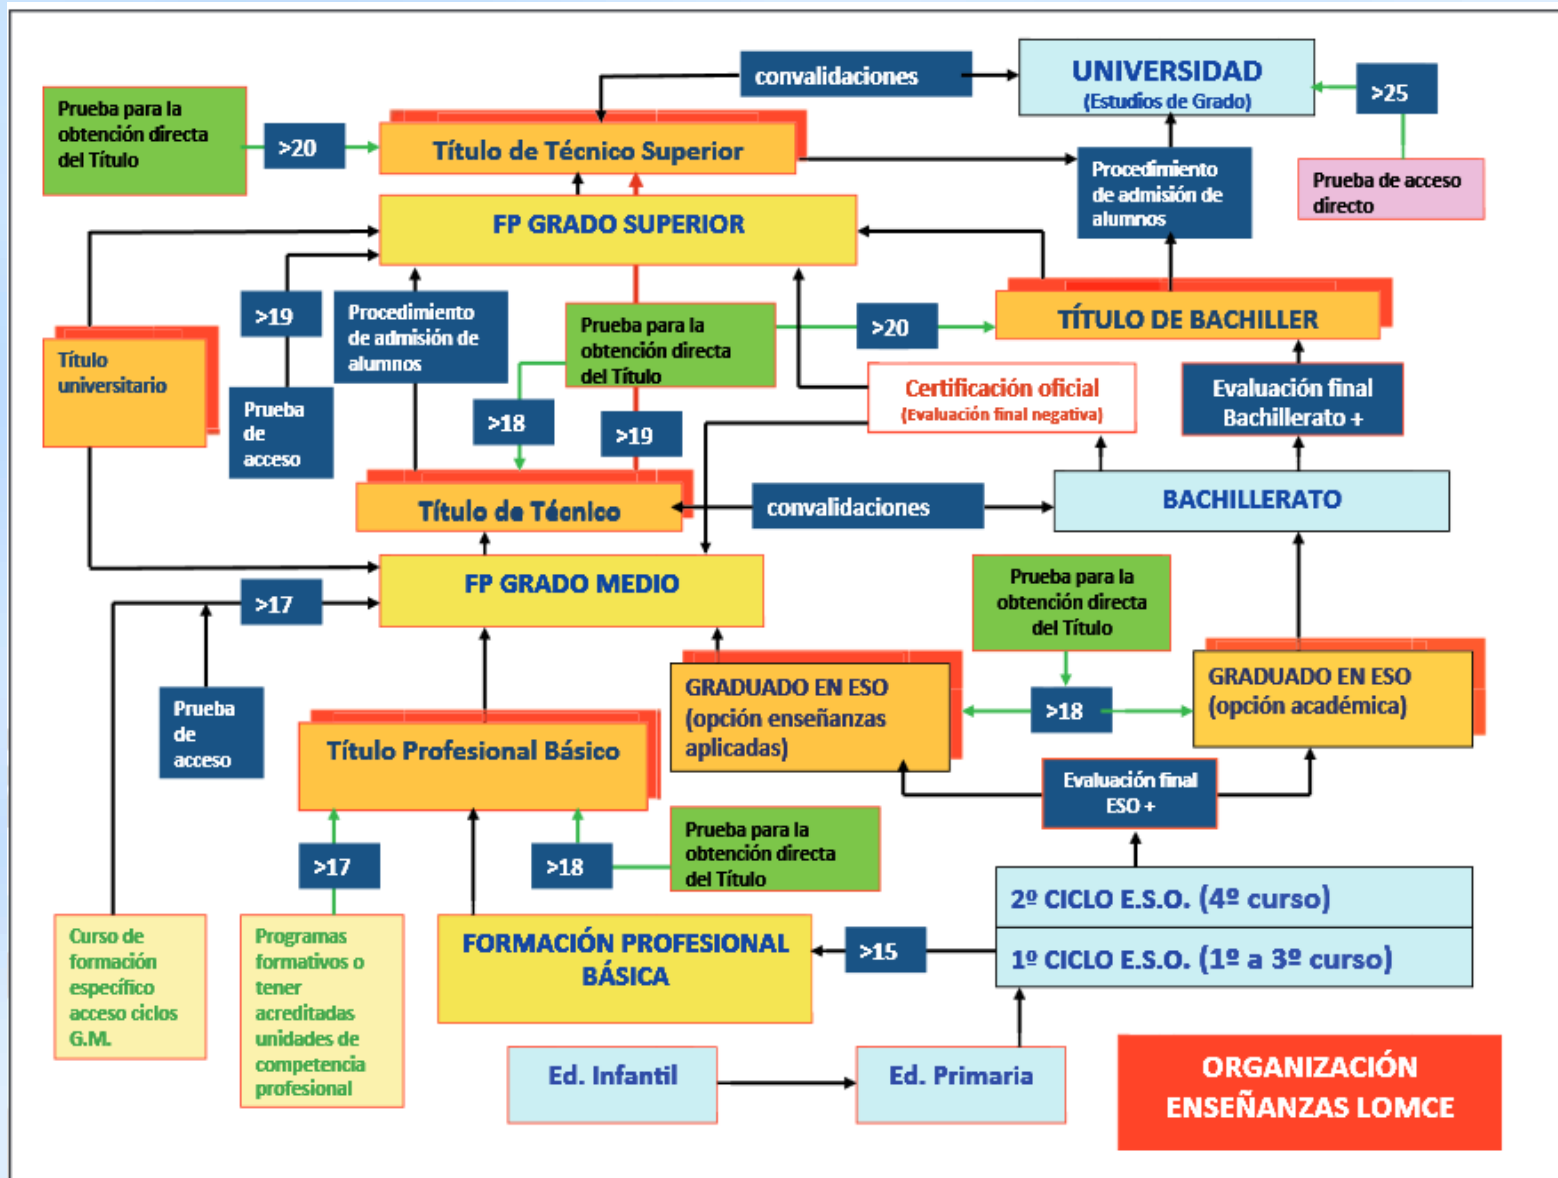 convalidaciones
UNIVERSIDAD
(Estudios de Grado)
>25
Prueba para la
obtención directa
del Título
>20
Título de Técnico Superior
Procedimiento
de admisión de
alumnos
Prueba de acceso
directo
FP GRADO SUPERIOR
>19
Procedimiento
de admisión de
alumnos
Prueba para la
obtención directa
del Título
>20
TÍTULO DE BACHILLER
Título
universitario
Prueba
de
acceso
>18
>19
Certificación oficial
(Evaluación final negativa)
Evaluación final
Bachillerato +
Título de Técnico
convalidaciones
BACHILLERATO
FP GRADO MEDIO
>17
Prueba para la
obtención directa
del Título
Prueba
de
acceso
GRADUADO EN ESO
(opción enseñanzas
aplicadas)
>18
GRADUADO EN ESO
(opción académica)
Título Profesional Básico
Evaluación final
ESO +
>17
>18
Prueba para la
obtención directa
del Título
2º CICLO E.S.O. (4º curso)
1º CICLO E.S.O. (1º a 3º curso)
>15
FORMACIÓN PROFESIONAL
BÁSICA
Curso de
formación
específico
acceso ciclos
G.M.
Programas
formativos o
tener
acreditadas
unidades de
competencia
profesional
Ed. Infantil
Ed. Primaria
ORGANIZACIÓN
ENSEÑANZAS LOMCE